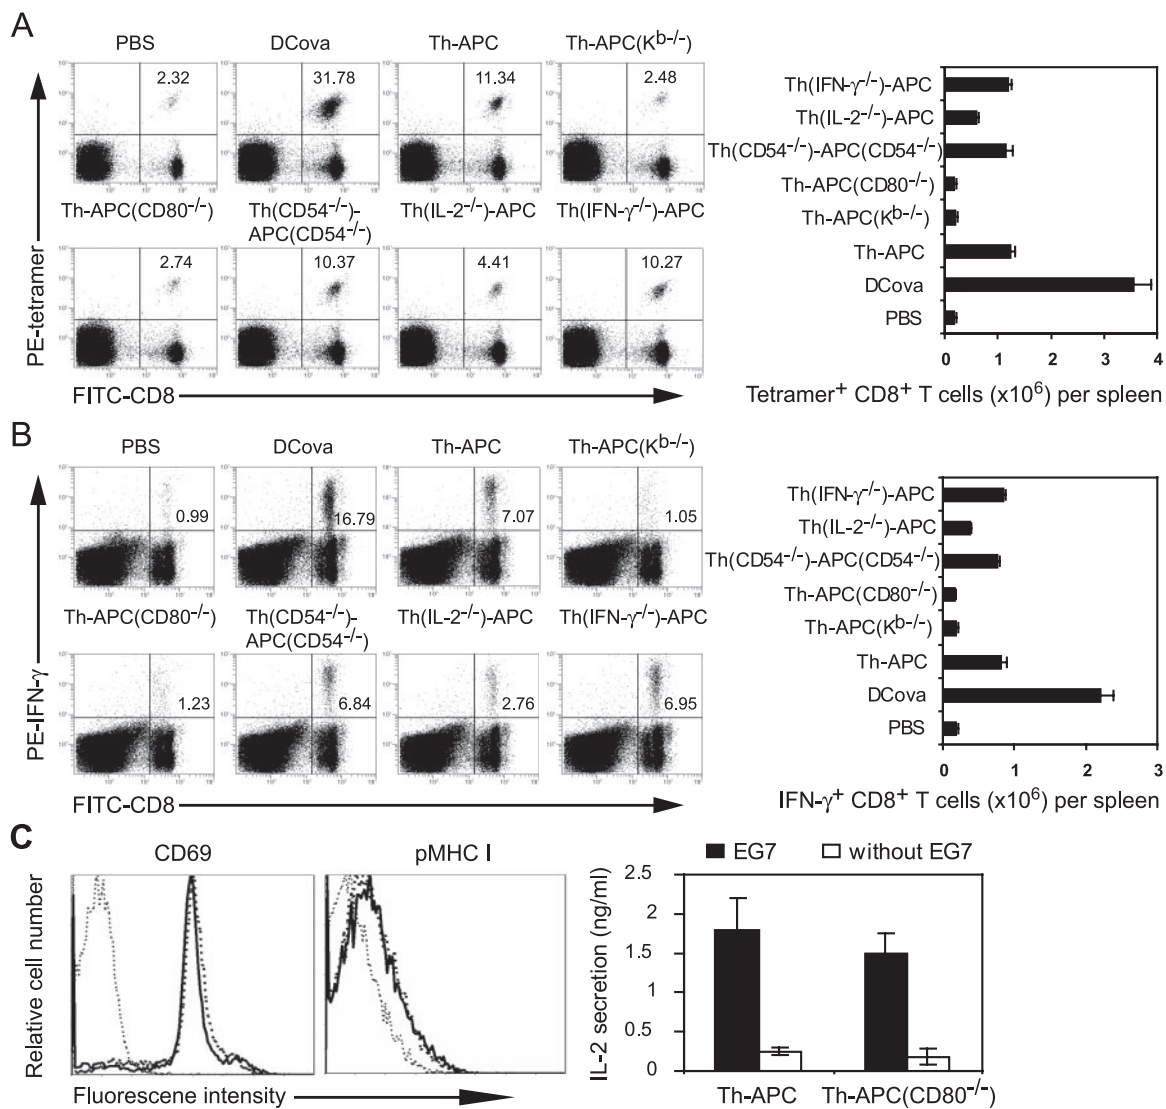 A
PBS DCova Th-APC Th-APC(Kb-/-)
2.32 31.78 11.34 2.48
Th-APC(CD80-/-) Th(CD54-/-)- Th(IL-2-/-)-APC Th(IFN-γ-/-)-APC
APC(CD54-/-)
2.74 10.37 4.41 10.27
PE-tetramer
FITC-CD8
Th(IFN-γ-/-)-APC
Th(IL-2-/-)-APC
Th(CD54-/-)-APC(CD54-/-)
Th-APC(CD80-/-)
Th-APC(Kb-/-)
Th-APC
DCova
PBS
0 1 2 3 4
Tetramer+ CD8+ T cells (x106) per spleen
B
PBS DCova Th-APC Th-APC(Kb-/-)
0.99 16.79 7.07 1.05
Th-APC(CD80-/-) Th(CD54-/-)- Th(IL-2-/-)-APC Th(IFN-γ-/-)-APC
APC(CD54-/-)
1.23 6.84 2.76 6.95
PE-IFN-γ
FITC-CD8
Th(IFN-γ-/-)-APC
Th(IL-2-/-)-APC
Th(CD54-/-)-APC(CD54-/-)
Th-APC(CD80-/-)
Th-APC(Kb-/-)
Th-APC
DCova
PBS
0 1 2 3
IFN-γ+ CD8+ T cells (x106) per spleen
C
CD69 pMHC I
Relative cell number
Fluorescene intensity
EG7 without EG7
IL-2 secretion (ng/ml)
2.5
2
1.5
1
0.5
0
Th-APC Th-APC(CD80-/-)